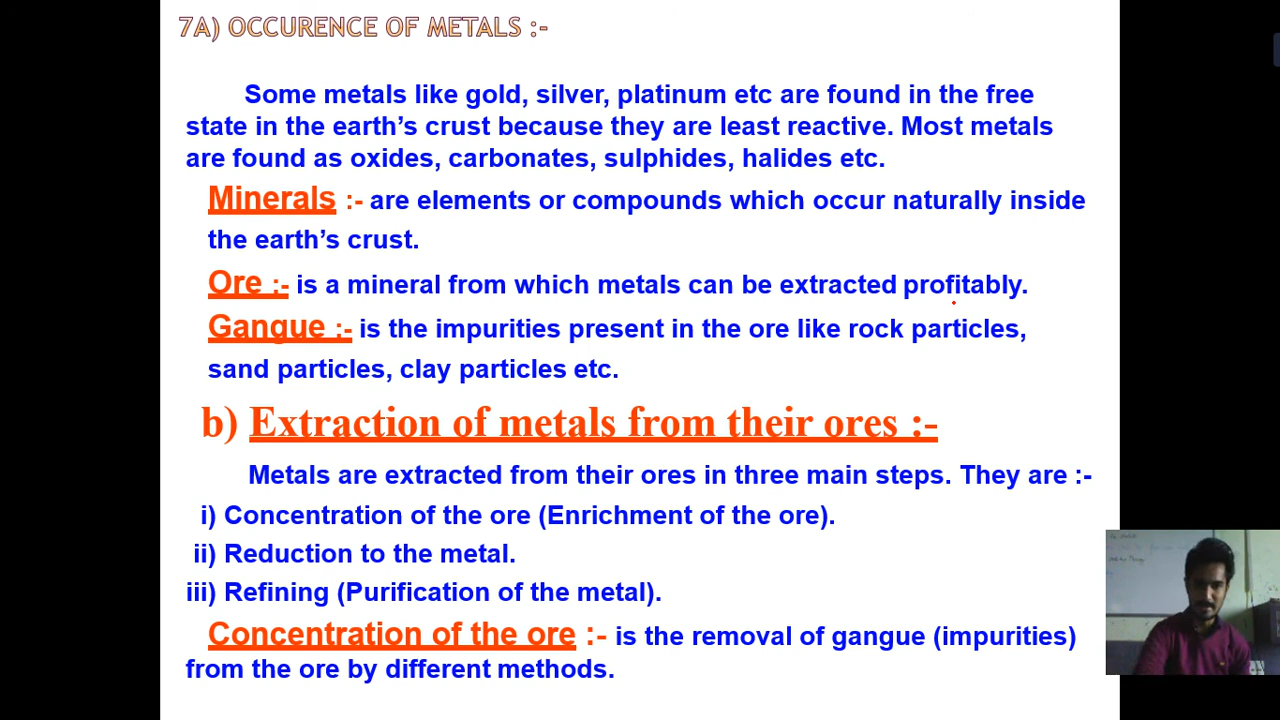 7A) OCCURENCE OF METALS :-
Some metals like gold, silver, platinum etc are found in the free
state in the earth’s crust because they are least reactive. Most metals
are found as oxides, carbonates, sulphides, halides etc.
Minerals :- are elements or compounds which occur naturally inside
the earth’s crust.
Ore :- is a mineral from which metals can be extracted profitably.
Gangue :- is the impurities present in the ore like rock particles,
sand particles, clay particles etc.
b) Extraction of metals from their ores :-
Metals are extracted from their ores in three main steps. They are :-
i) Concentration of the ore (Enrichment of the ore).
ii) Reduction to the metal.
iii) Refining (Purification of the metal).
Concentration of the ore :- is the removal of gangue (impurities)
from the ore by different methods.